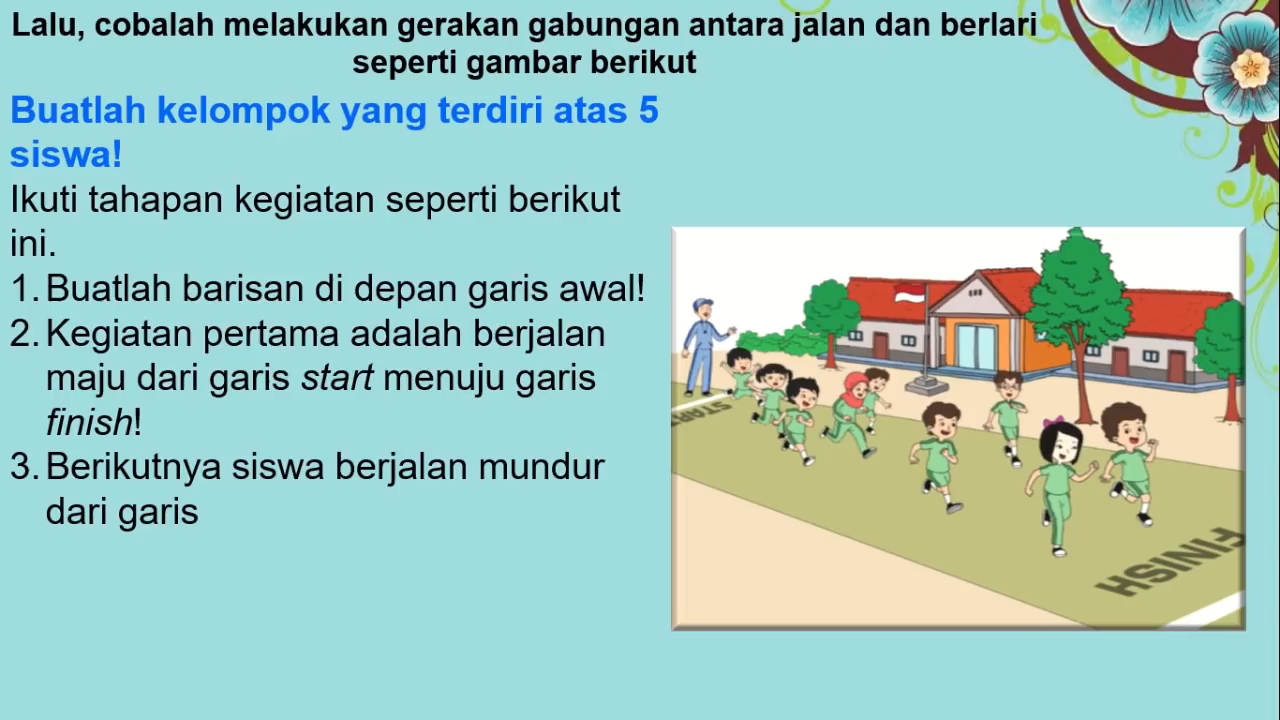 Lalu, cobalah melakukan gerakan gabungan antara jalan dan berlari
seperti gambar berikut
Buatlah kelompok yang terdiri atas 5
siswa!
Ikuti tahapan kegiatan seperti berikut
ini.
1. Buatlah barisan di depan garis awal!
2. Kegiatan pertama adalah berjalan
maju dari garis start menuju garis
finish!
3. Berikutnya siswa berjalan mundur
dari garis
START
FINISH